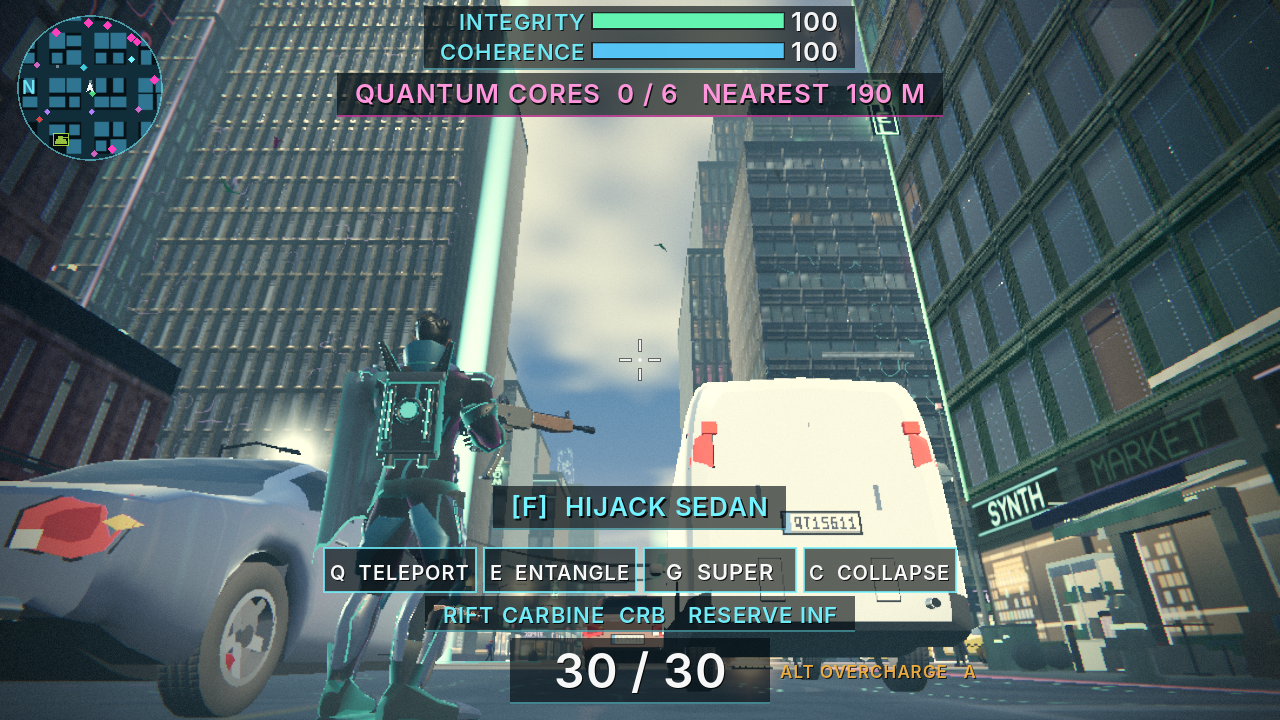 INTEGRITY 100
COHERENCE 100
QUANTUM CORES 0 / 6 NEAREST 190 M
N
MARKET
SYNTH
[F] HIJACK SEDAN
QT15611
Q TELEPORT
E ENTANGLE
G SUPER
C COLLAPSE
RIFT CARBINE CRB RESERVE INF
30 / 30
ALT OVERCHARGE A